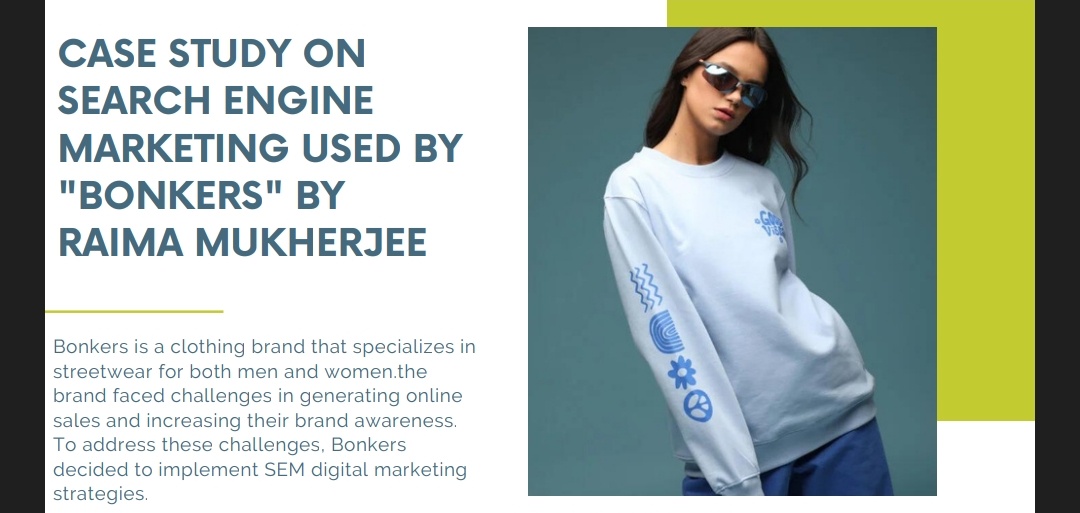 CASE STUDY ON
SEARCH ENGINE
MARKETING USED BY
"BONKERS" BY
RAIMA MUKHERJEE
Bonkers is a clothing brand that specializes in
streetwear for both men and women.the
brand faced challenges in generating online
sales and increasing their brand awareness.
To address these challenges, Bonkers
decided to implement SEM digital marketing
strategies.